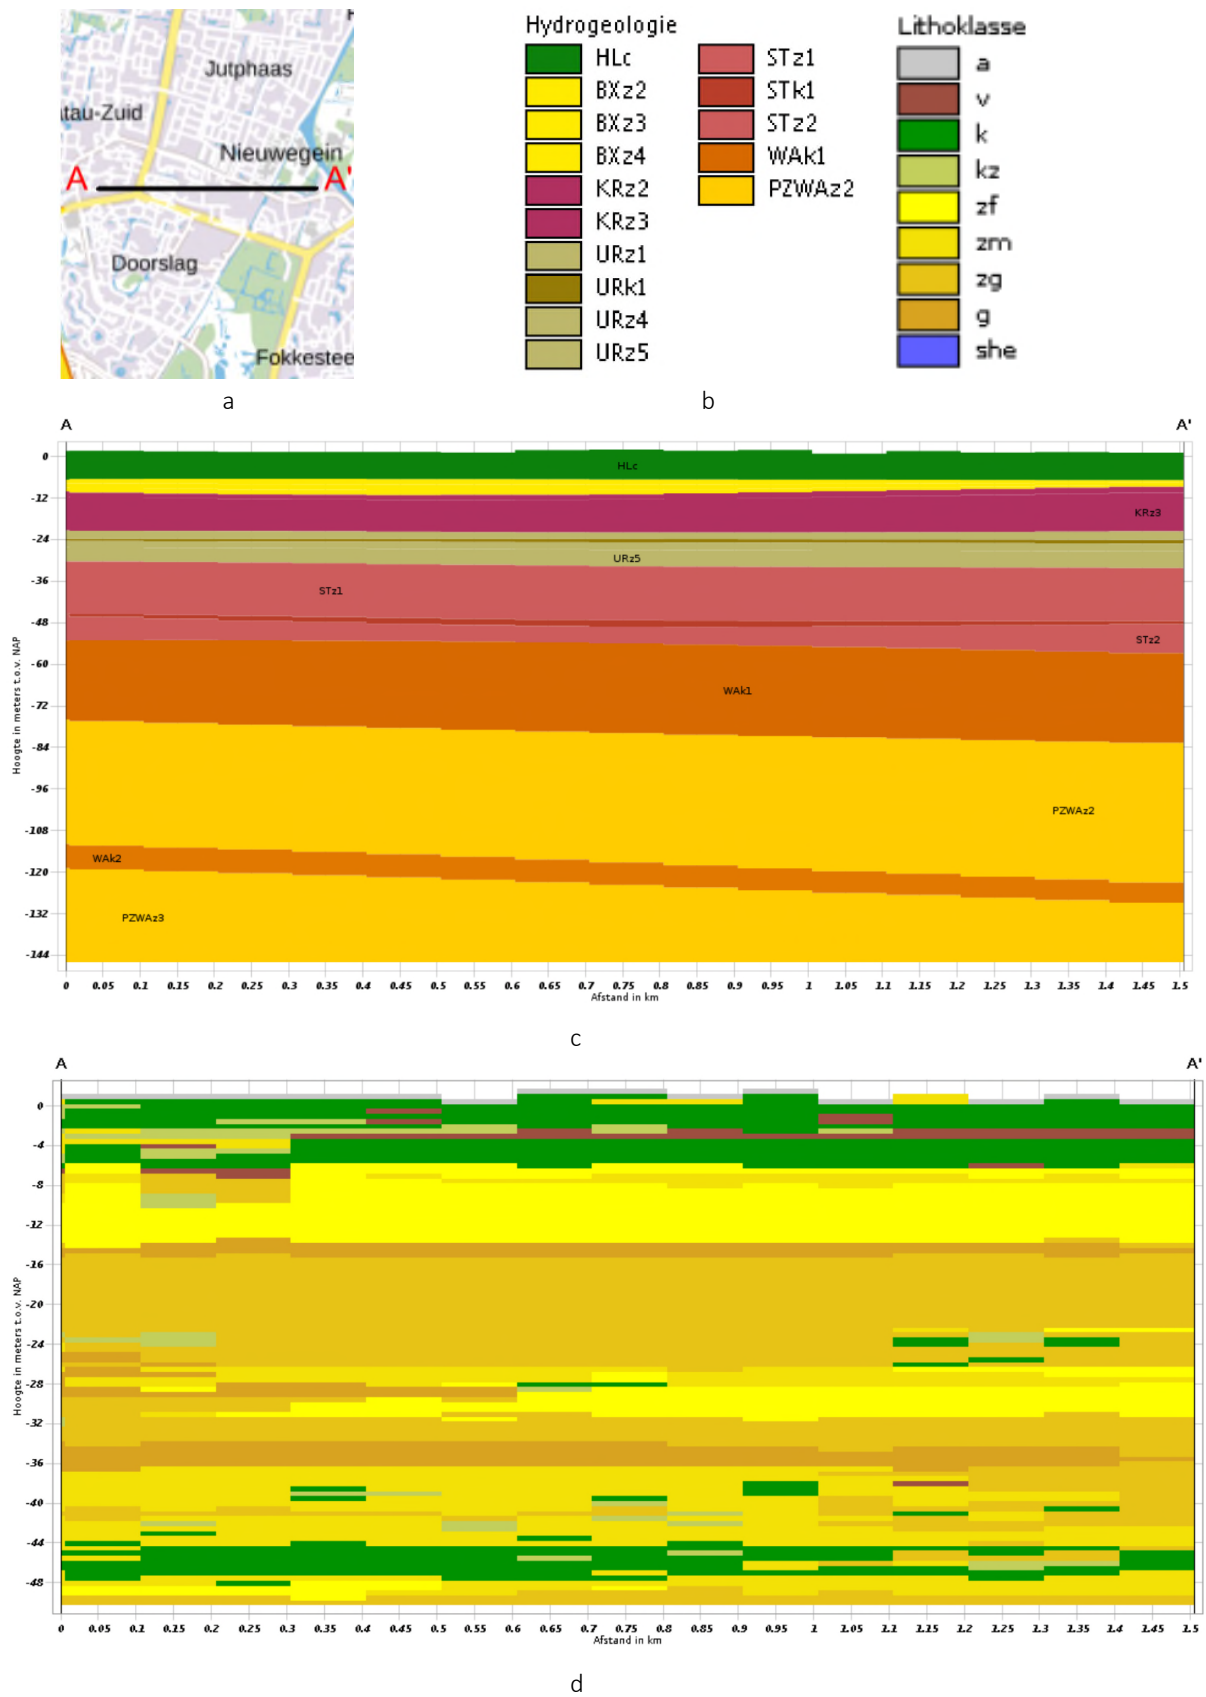 Jutphaas
tau-Zuid
Nieuwegein
A
A'
Doorslag
Fokkestee
a
Hydrogeologie
HLc
BXz2
BXz3
BXz4
KRz2
KRz3
URz1
URk1
URz4
URz5
STz1
STk1
STz2
WAk1
PZWAz2
Lithoklasse
a
v
k
kz
zf
zm
zg
g
she
b
A
A'
Hoogte in meters t.o.v. NAP
0
-12
-24
-36
-48
-60
-72
-84
-96
-108
-120
-132
-144
HLc
KRz3
URz5
STz1
STz2
WAk1
PZWAz2
WAk2
PZWAz3
0 0.05 0.1 0.15 0.2 0.25 0.3 0.35 0.4 0.45 0.5 0.55 0.6 0.65 0.7 0.75 0.8 0.85 0.9 0.95 1 1.05 1.1 1.15 1.2 1.25 1.3 1.35 1.4 1.45 1.5
Afstand in km
c
A
A'
Hoogte in meters t.o.v. NAP
0
-4
-8
-12
-16
-20
-24
-28
-32
-36
-40
-44
-48
0 0.05 0.1 0.15 0.2 0.25 0.3 0.35 0.4 0.45 0.5 0.55 0.6 0.65 0.7 0.75 0.8 0.85 0.9 0.95 1 1.05 1.1 1.15 1.2 1.25 1.3 1.35 1.4 1.45 1.5
Afstand in km
d